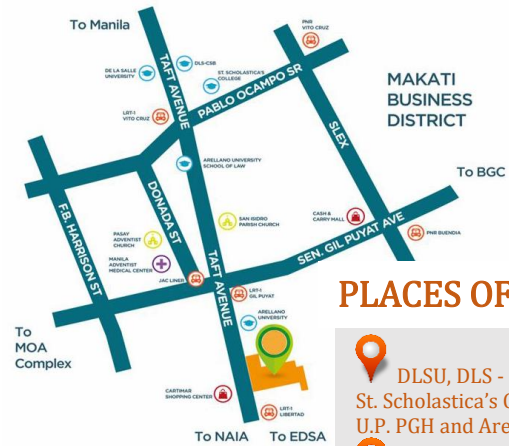 To Manila
PNR
VITO CRUZ
DE LA SALLE
UNIVERSITY
DLS-CSB
ST. SCHOLASTICA'S
COLLEGE
TAFT AVENUE
PABLO OCAMPO SR
MAKATI
BUSINESS
DISTRICT
LRT-1
VITO CRUZ
SLEX
ARELLANO UNIVERSITY
SCHOOL OF LAW
To BGC
F.B. HARRISON ST
DONADA ST
SAN ISIDRO
PARISH CHURCH
CASH &
CARRY MALL
PASAY
ADVENTIST
CHURCH
TAFT AVENUE
SEN. GIL PUYAT AVE
PNR BUENDIA
MANILA
ADVENTIST
MEDICAL CENTER
JAC LINER
LRT-1
GIL PUYAT
PLACES OF
ARELLANO
UNIVERSITY
To
MOA
Complex
DLSU, DLS -
St. Scholastica's C
U.P. PGH and Are
CARTIMAR
SHOPPING CENTER
LRT-1
LIBERTAD
To NAIA
To EDSA